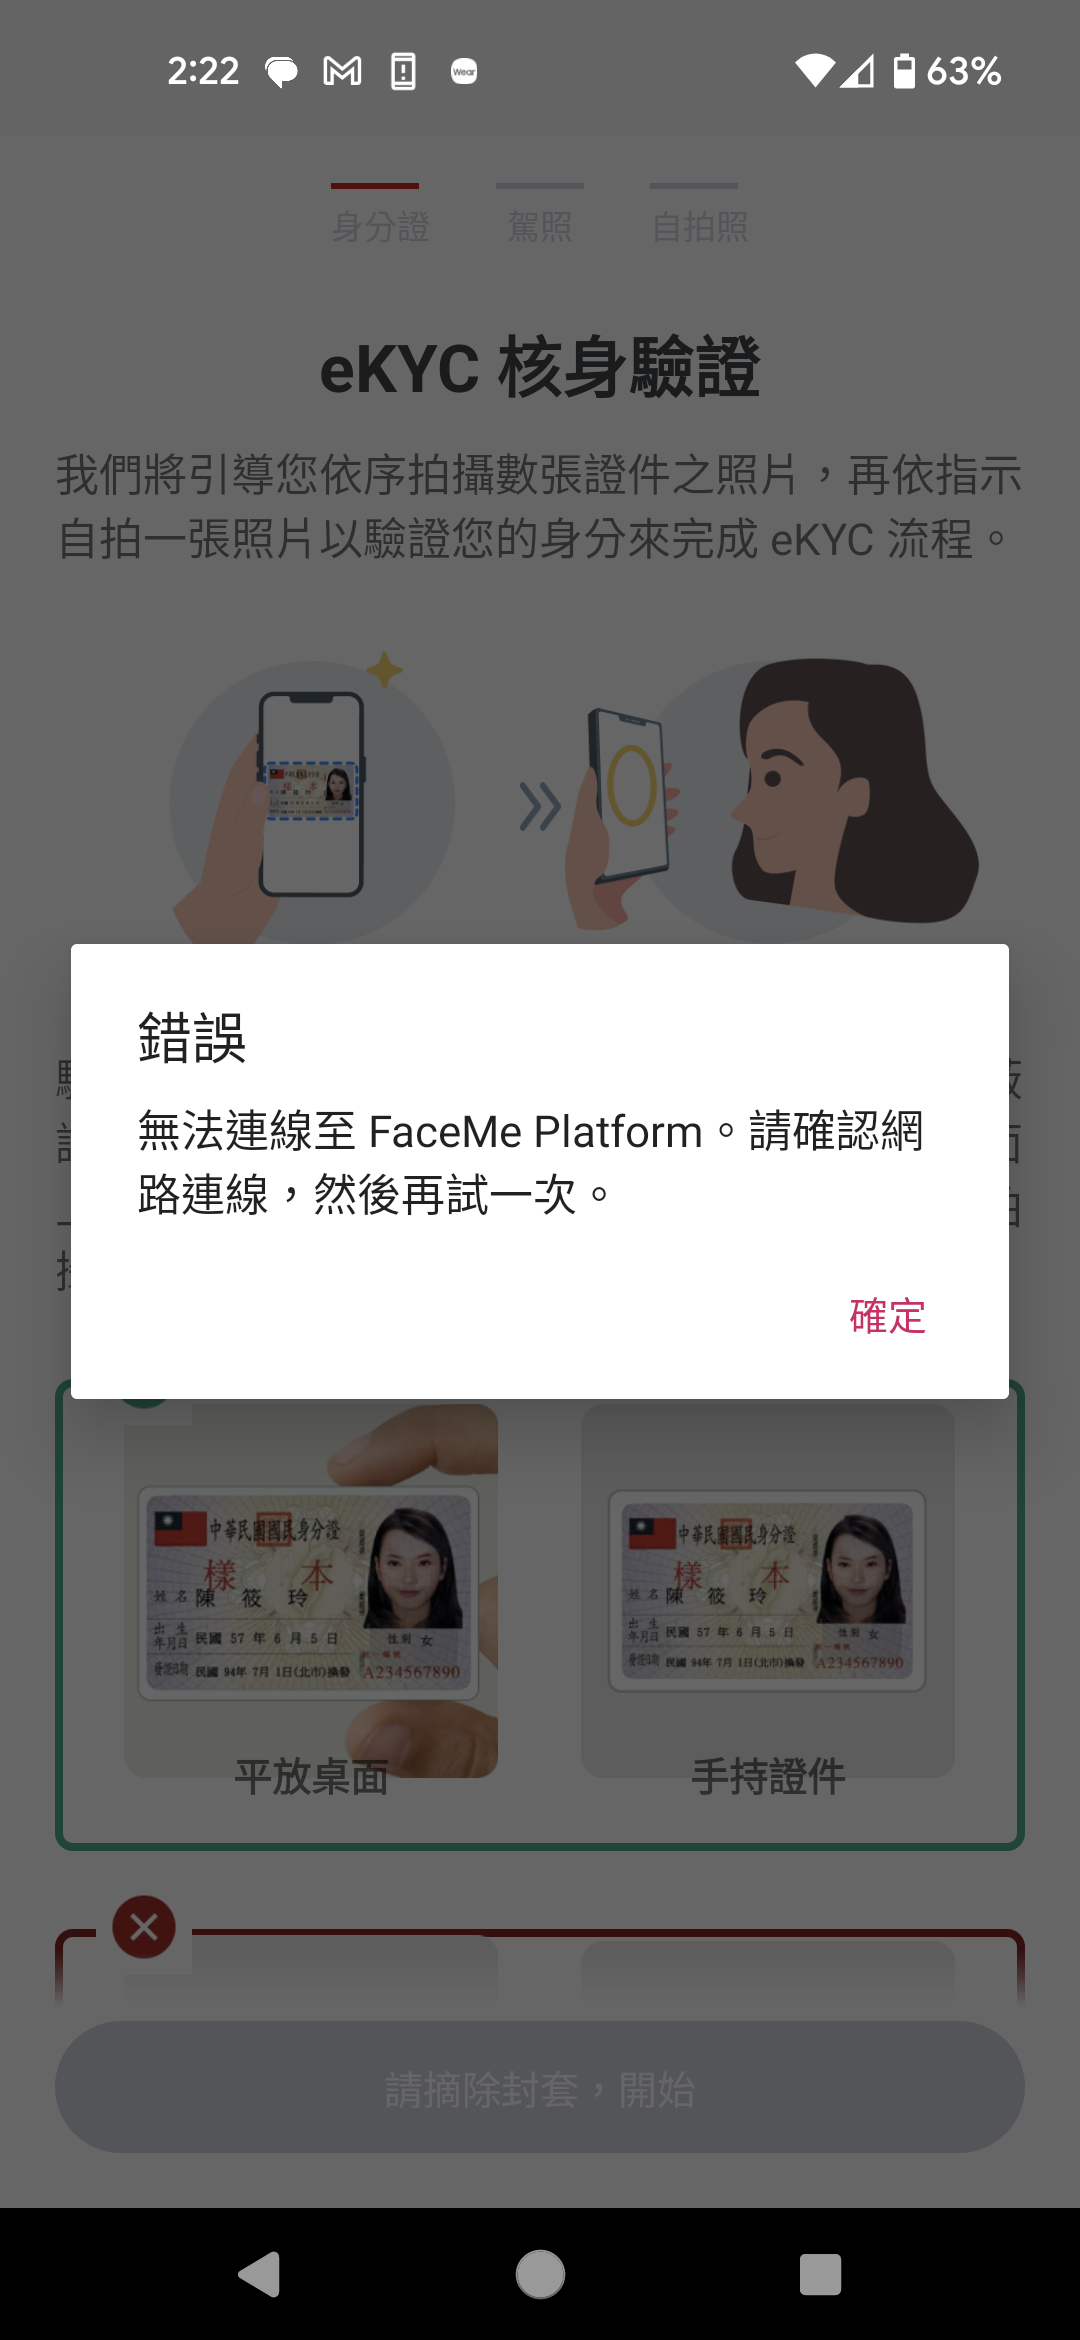 2:22
Wear
63%
身分證 駕照 自拍照
eKYC 核身驗證
我們將引導您依序拍攝數張證件之照片，再依指示
自拍一張照片以驗證您的身分來完成 eKYC 流程。
錯誤
無法連線至 FaceMe Platform。請確認網
路連線，然後再試一次。
確定
中華民國國民身分證
樣本
姓名 陳筱玲
出生年月日 民國 57 年 6 月 5 日
性別 女
發證日期 民國 94年 7月 1日(北市)換發
A234567890
中華民國國民身分證
樣本
姓名 陳筱玲
出生年月日 民國 57 年 6 月 5 日
性別 女
發證日期 民國 94年 7月 1日(北市)換發
A234567890
平放桌面 手持證件
請摘除封套，開始